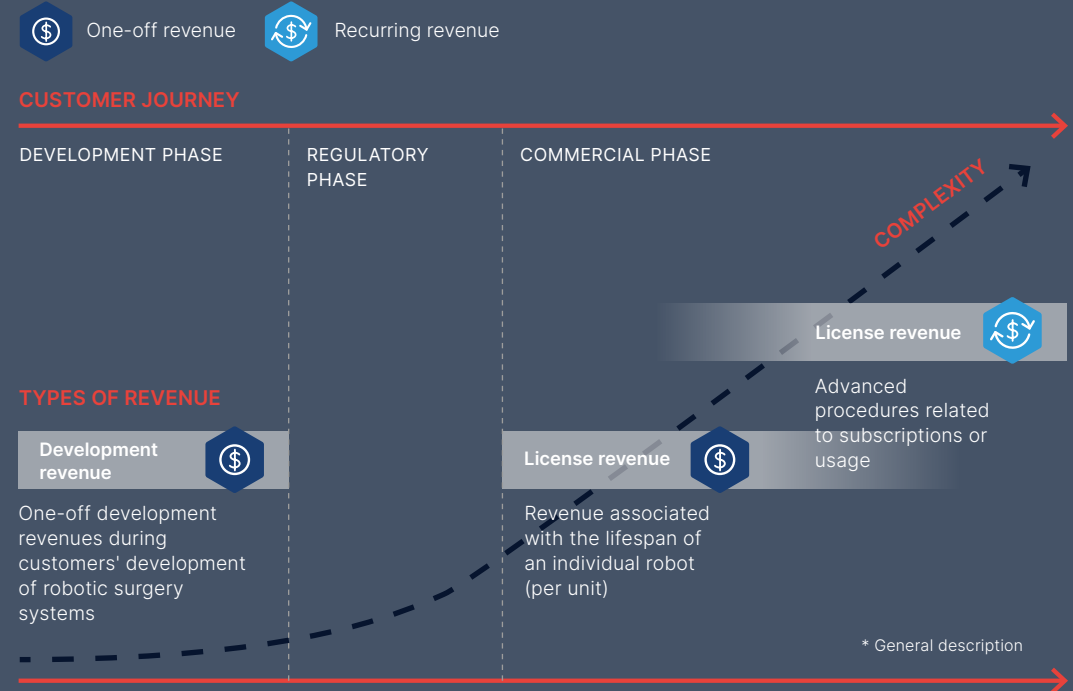 One-off revenue
Recurring revenue
CUSTOMER JOURNEY
DEVELOPMENT PHASE
REGULATORY
PHASE
COMMERCIAL PHASE
COMPLEXITY
License revenue
Advanced
procedures related
to subscriptions or
usage
TYPES OF REVENUE
Development
revenue
One-off development
revenues during
customers' development
of robotic surgery
systems
License revenue
Revenue associated
with the lifespan of
an individual robot
(per unit)
* General description